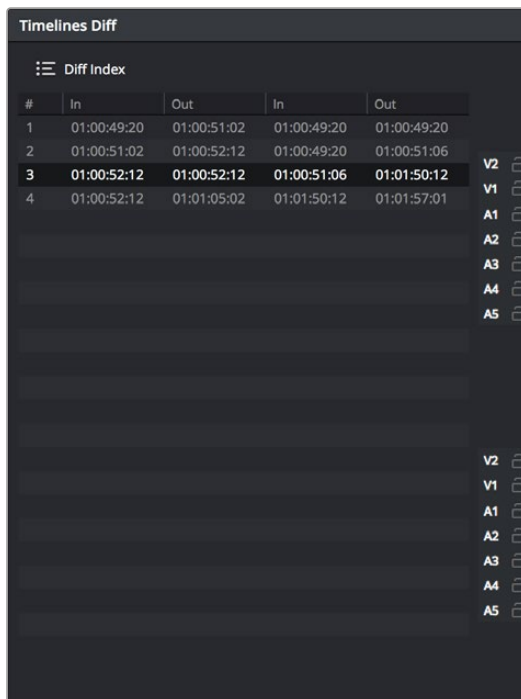 Timelines Diff
Diff Index
# In Out In Out
1 01:00:49:20 01:00:51:02 01:00:49:20 01:00:49:20
2 01:00:51:02 01:00:52:12 01:00:49:20 01:00:51:06
3 01:00:52:12 01:00:52:12 01:00:51:06 01:01:50:12
4 01:00:52:12 01:01:05:02 01:01:50:12 01:01:57:01
V2
V1
A1
A2
A3
A4
A5
V2
V1
A1
A2
A3
A4
A5